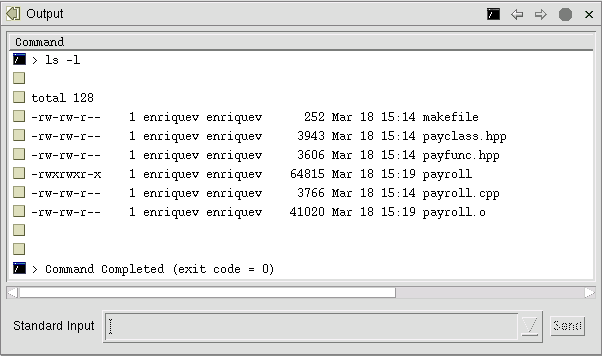 Output
Command
> ls -l
total 128
-rw-rw-r-- 1 enriquev enriquev 252 Mar 18 15:14 makefile
-rw-rw-r-- 1 enriquev enriquev 3943 Mar 18 15:14 payclass.hpp
-rw-rw-r-- 1 enriquev enriquev 3606 Mar 18 15:14 payfunc.hpp
-rwxrwxr-x 1 enriquev enriquev 64815 Mar 18 15:19 payroll
-rw-rw-r-- 1 enriquev enriquev 3766 Mar 18 15:14 payroll.cpp
-rw-rw-r-- 1 enriquev enriquev 41020 Mar 18 15:19 payroll.o
> Command Completed (exit code = 0)
Standard Input Send